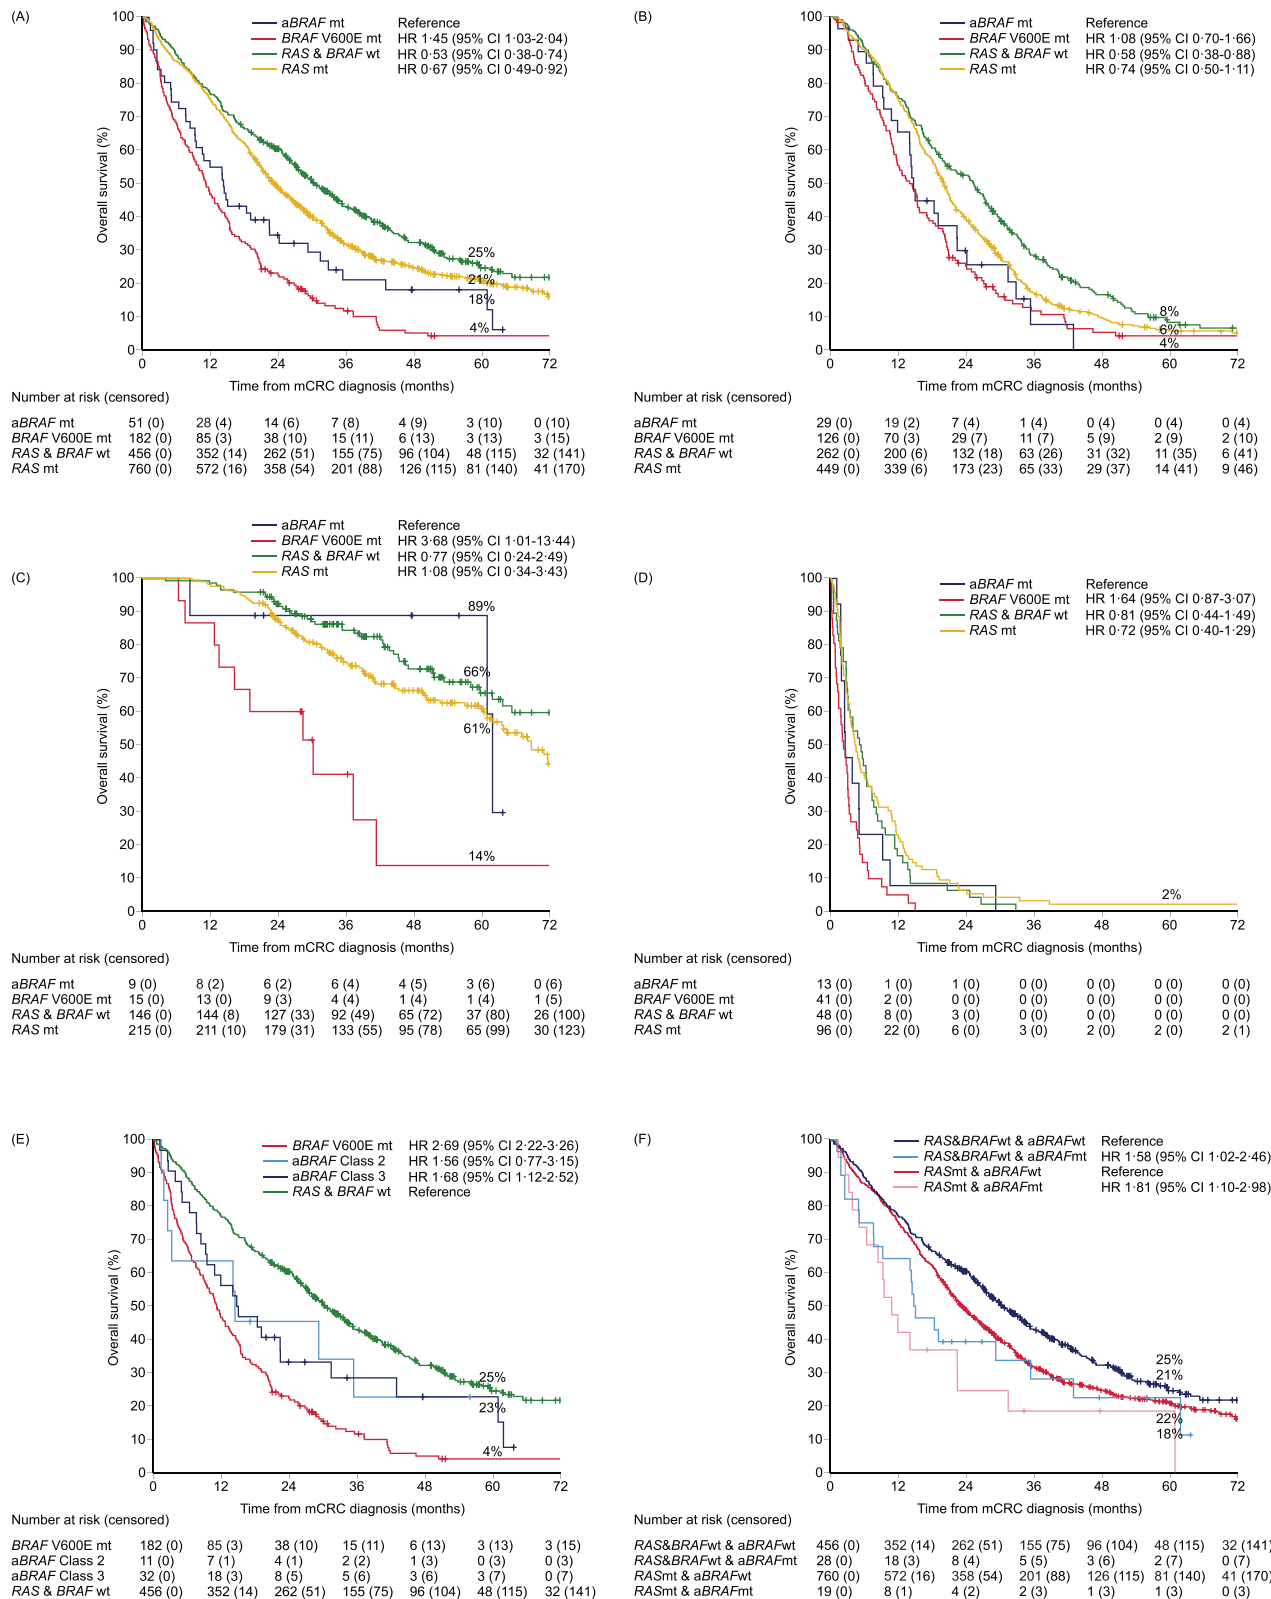 (A)
aBRAF mt Reference
BRAF V600E mt HR 1·45 (95% CI 1·03-2·04)
RAS & BRAF wt HR 0·53 (95% CI 0·38-0·74)
RAS mt HR 0·67 (95% CI 0·49-0·92)
Overall survival (%)
100
90
80
70
60
50
40
30
20
10
0
25%
21%
18%
4%
0 12 24 36 48 60 72
Time from mCRC diagnosis (months)
Number at risk (censored)
aBRAF mt 51 (0) 28 (4) 14 (6) 7 (8) 4 (9) 3 (10) 0 (10)
BRAF V600E mt 182 (0) 85 (3) 38 (10) 15 (11) 6 (13) 3 (13) 3 (15)
RAS & BRAF wt 456 (0) 352 (14) 262 (51) 155 (75) 96 (104) 48 (115) 32 (141)
RAS mt 760 (0) 572 (16) 358 (54) 201 (88) 126 (115) 81 (140) 41 (170)
(B)
aBRAF mt Reference
BRAF V600E mt HR 1·08 (95% CI 0·70-1·66)
RAS & BRAF wt HR 0·58 (95% CI 0·38-0·88)
RAS mt HR 0·74 (95% CI 0·50-1·11)
Overall survival (%)
100
90
80
70
60
50
40
30
20
10
0
8%
6%
4%
0 12 24 36 48 60 72
Time from mCRC diagnosis (months)
Number at risk (censored)
aBRAF mt 29 (0) 19 (2) 7 (4) 1 (4) 0 (4) 0 (4) 0 (4)
BRAF V600E mt 126 (0) 70 (3) 29 (7) 11 (7) 5 (9) 2 (9) 2 (10)
RAS & BRAF wt 262 (0) 200 (6) 132 (18) 63 (26) 31 (32) 11 (35) 6 (41)
RAS mt 449 (0) 339 (6) 173 (23) 65 (33) 29 (37) 14 (41) 9 (46)
(C)
aBRAF mt Reference
BRAF V600E mt HR 3·68 (95% CI 1·01-13·44)
RAS & BRAF wt HR 0·77 (95% CI 0·24-2·49)
RAS mt HR 1·08 (95% CI 0·34-3·43)
Overall survival (%)
100
90
80
70
60
50
40
30
20
10
0
89%
66%
61%
14%
0 12 24 36 48 60 72
Time from mCRC diagnosis (months)
Number at risk (censored)
aBRAF mt 9 (0) 8 (2) 6 (2) 6 (4) 4 (5) 3 (6) 0 (6)
BRAF V600E mt 15 (0) 13 (0) 9 (3) 4 (4) 1 (4) 1 (4) 1 (5)
RAS & BRAF wt 146 (0) 144 (8) 127 (33) 92 (49) 65 (72) 37 (80) 26 (100)
RAS mt 215 (0) 211 (10) 179 (31) 133 (55) 95 (78) 65 (99) 30 (123)
(D)
aBRAF mt Reference
BRAF V600E mt HR 1·64 (95% CI 0·87-3·07)
RAS & BRAF wt HR 0·81 (95% CI 0·44-1·49)
RAS mt HR 0·72 (95% CI 0·40-1·29)
Overall survival (%)
100
90
80
70
60
50
40
30
20
10
0
2%
0 12 24 36 48 60 72
Time from mCRC diagnosis (months)
Number at risk (censored)
aBRAF mt 13 (0) 1 (0) 1 (0) 0 (0) 0 (0) 0 (0) 0 (0)
BRAF V600E mt 41 (0) 2 (0) 0 (0) 0 (0) 0 (0) 0 (0) 0 (0)
RAS & BRAF wt 48 (0) 8 (0) 3 (0) 0 (0) 0 (0) 0 (0) 0 (0)
RAS mt 96 (0) 22 (0) 6 (0) 3 (0) 2 (0) 2 (0) 2 (1)
(E)
BRAF V600E mt HR 2·69 (95% CI 2·22-3·26)
aBRAF Class 2 HR 1·56 (95% CI 0·77-3·15)
aBRAF Class 3 HR 1·68 (95% CI 1·12-2·52)
RAS & BRAF wt Reference
Overall survival (%)
100
90
80
70
60
50
40
30
20
10
0
25%
23%
4%
0 12 24 36 48 60 72
Time from mCRC diagnosis (months)
Number at risk (censored)
BRAF V600E mt 182 (0) 85 (3) 38 (10) 15 (11) 6 (13) 3 (13) 3 (15)
aBRAF Class 2 11 (0) 7 (1) 4 (1) 2 (2) 1 (3) 0 (3) 0 (3)
aBRAF Class 3 32 (0) 18 (3) 8 (5) 5 (6) 3 (6) 3 (7) 0 (7)
RAS & BRAF wt 456 (0) 352 (14) 262 (51) 155 (75) 96 (104) 48 (115) 32 (141)
(F)
RAS&BRAFwt & aBRAFwt Reference
RAS&BRAFwt & aBRAFmt HR 1·58 (95% CI 1·02-2·46)
RASmt & aBRAFwt Reference
RASmt & aBRAFmt HR 1·81 (95% CI 1·10-2·98)
Overall survival (%)
100
90
80
70
60
50
40
30
20
10
0
25%
21%
22%
18%
0 12 24 36 48 60 72
Time from mCRC diagnosis (months)
Number at risk (censored)
RAS&BRAFwt & aBRAFwt 456 (0) 352 (14) 262 (51) 155 (75) 96 (104) 48 (115) 32 (141)
RAS&BRAFwt & aBRAFmt 28 (0) 18 (3) 8 (4) 5 (5) 3 (6) 2 (7) 0 (7)
RASmt & aBRAFwt 760 (0) 572 (16) 358 (54) 201 (88) 126 (115) 81 (140) 41 (170)
RASmt & aBRAFmt 19 (0) 8 (1) 4 (2) 2 (3) 1 (3) 1 (3) 0 (3)